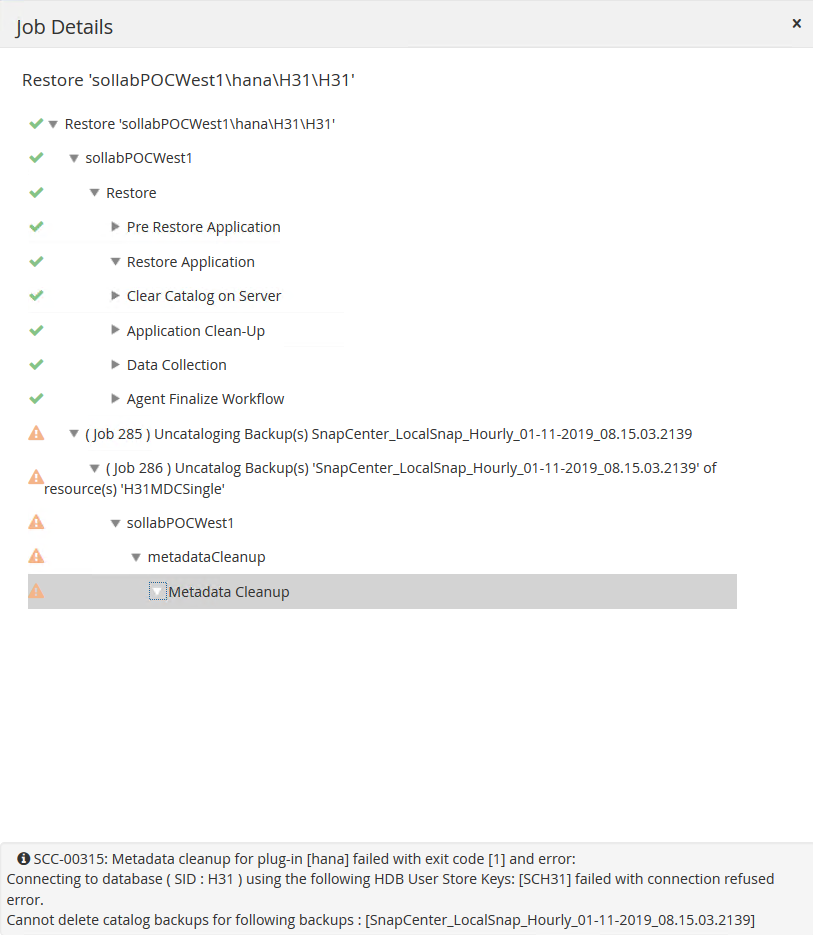 Job Details
Restore 'sollabPOCWest1\hana\H31\H31'
Restore 'sollabPOCWest1\hana\H31\H31'
sollabPOCWest1
Restore
Pre Restore Application
Restore Application
Clear Catalog on Server
Application Clean-Up
Data Collection
Agent Finalize Workflow
( Job 285 ) Uncataloging Backup(s) SnapCenter_LocalSnap_Hourly_01-11-2019_08.15.03.2139
( Job 286 ) Uncatalog Backup(s) 'SnapCenter_LocalSnap_Hourly_01-11-2019_08.15.03.2139' of
resource(s) 'H31MDCSingle'
sollabPOCWest1
metadataCleanup
Metadata Cleanup
SCC-00315: Metadata cleanup for plug-in [hana] failed with exit code [1] and error:
Connecting to database ( SID : H31 ) using the following HDB User Store Keys: [SCH31] failed with connection refused
error.
Cannot delete catalog backups for following backups : [SnapCenter_LocalSnap_Hourly_01-11-2019_08.15.03.2139]